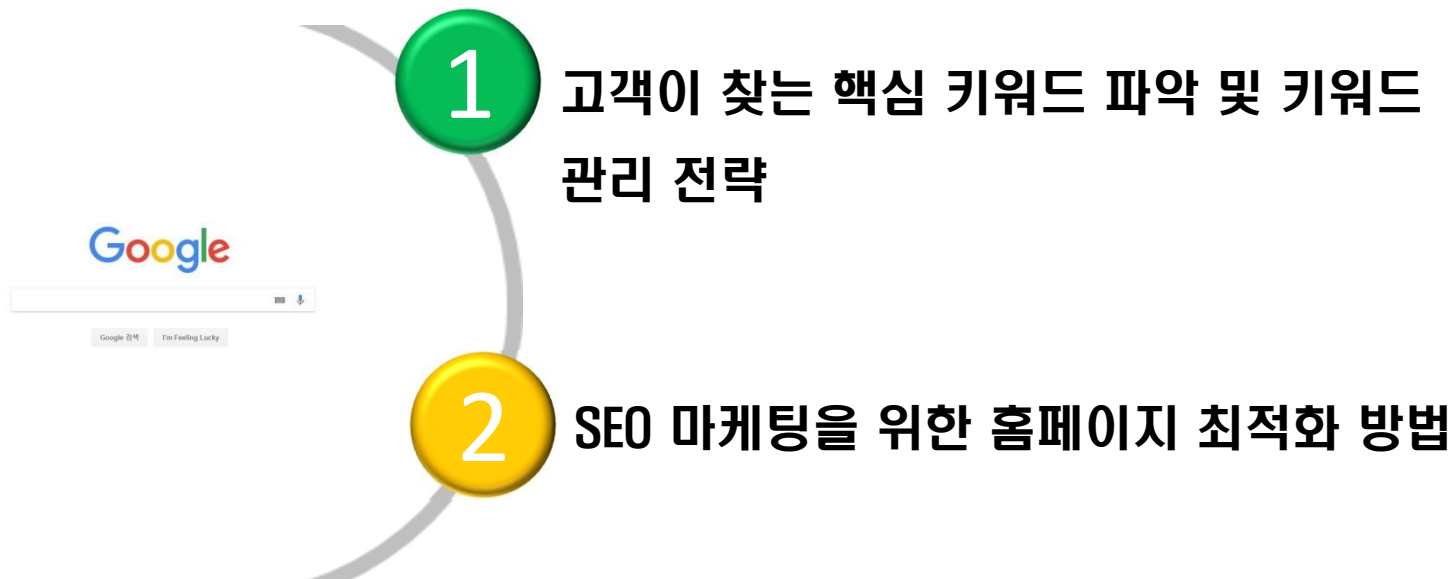 1
고객이 찾는 핵심 키워드 파악 및 키워드
관리 전략
Google
Google 검색 I'm Feeling Lucky
2
SEO 마케팅을 위한 홈페이지 최적화 방법